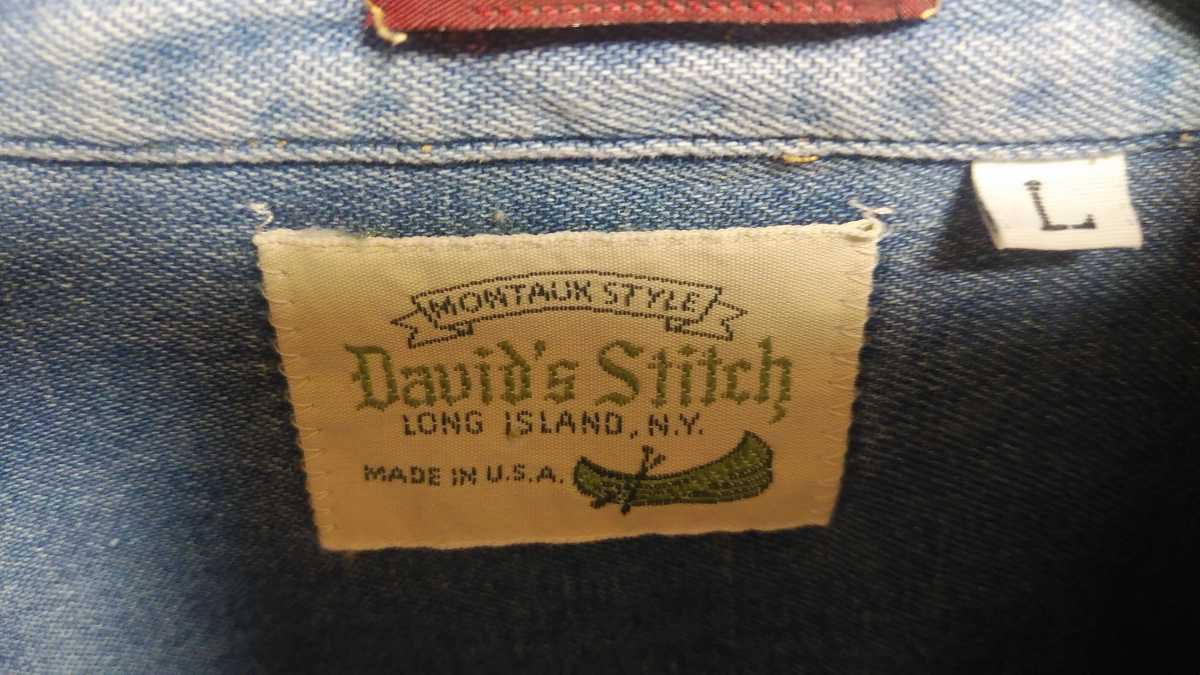 L
MONTAUK STYLE
David's Stitch
LONG ISLAND, N.Y.
MADE IN U.S.A.